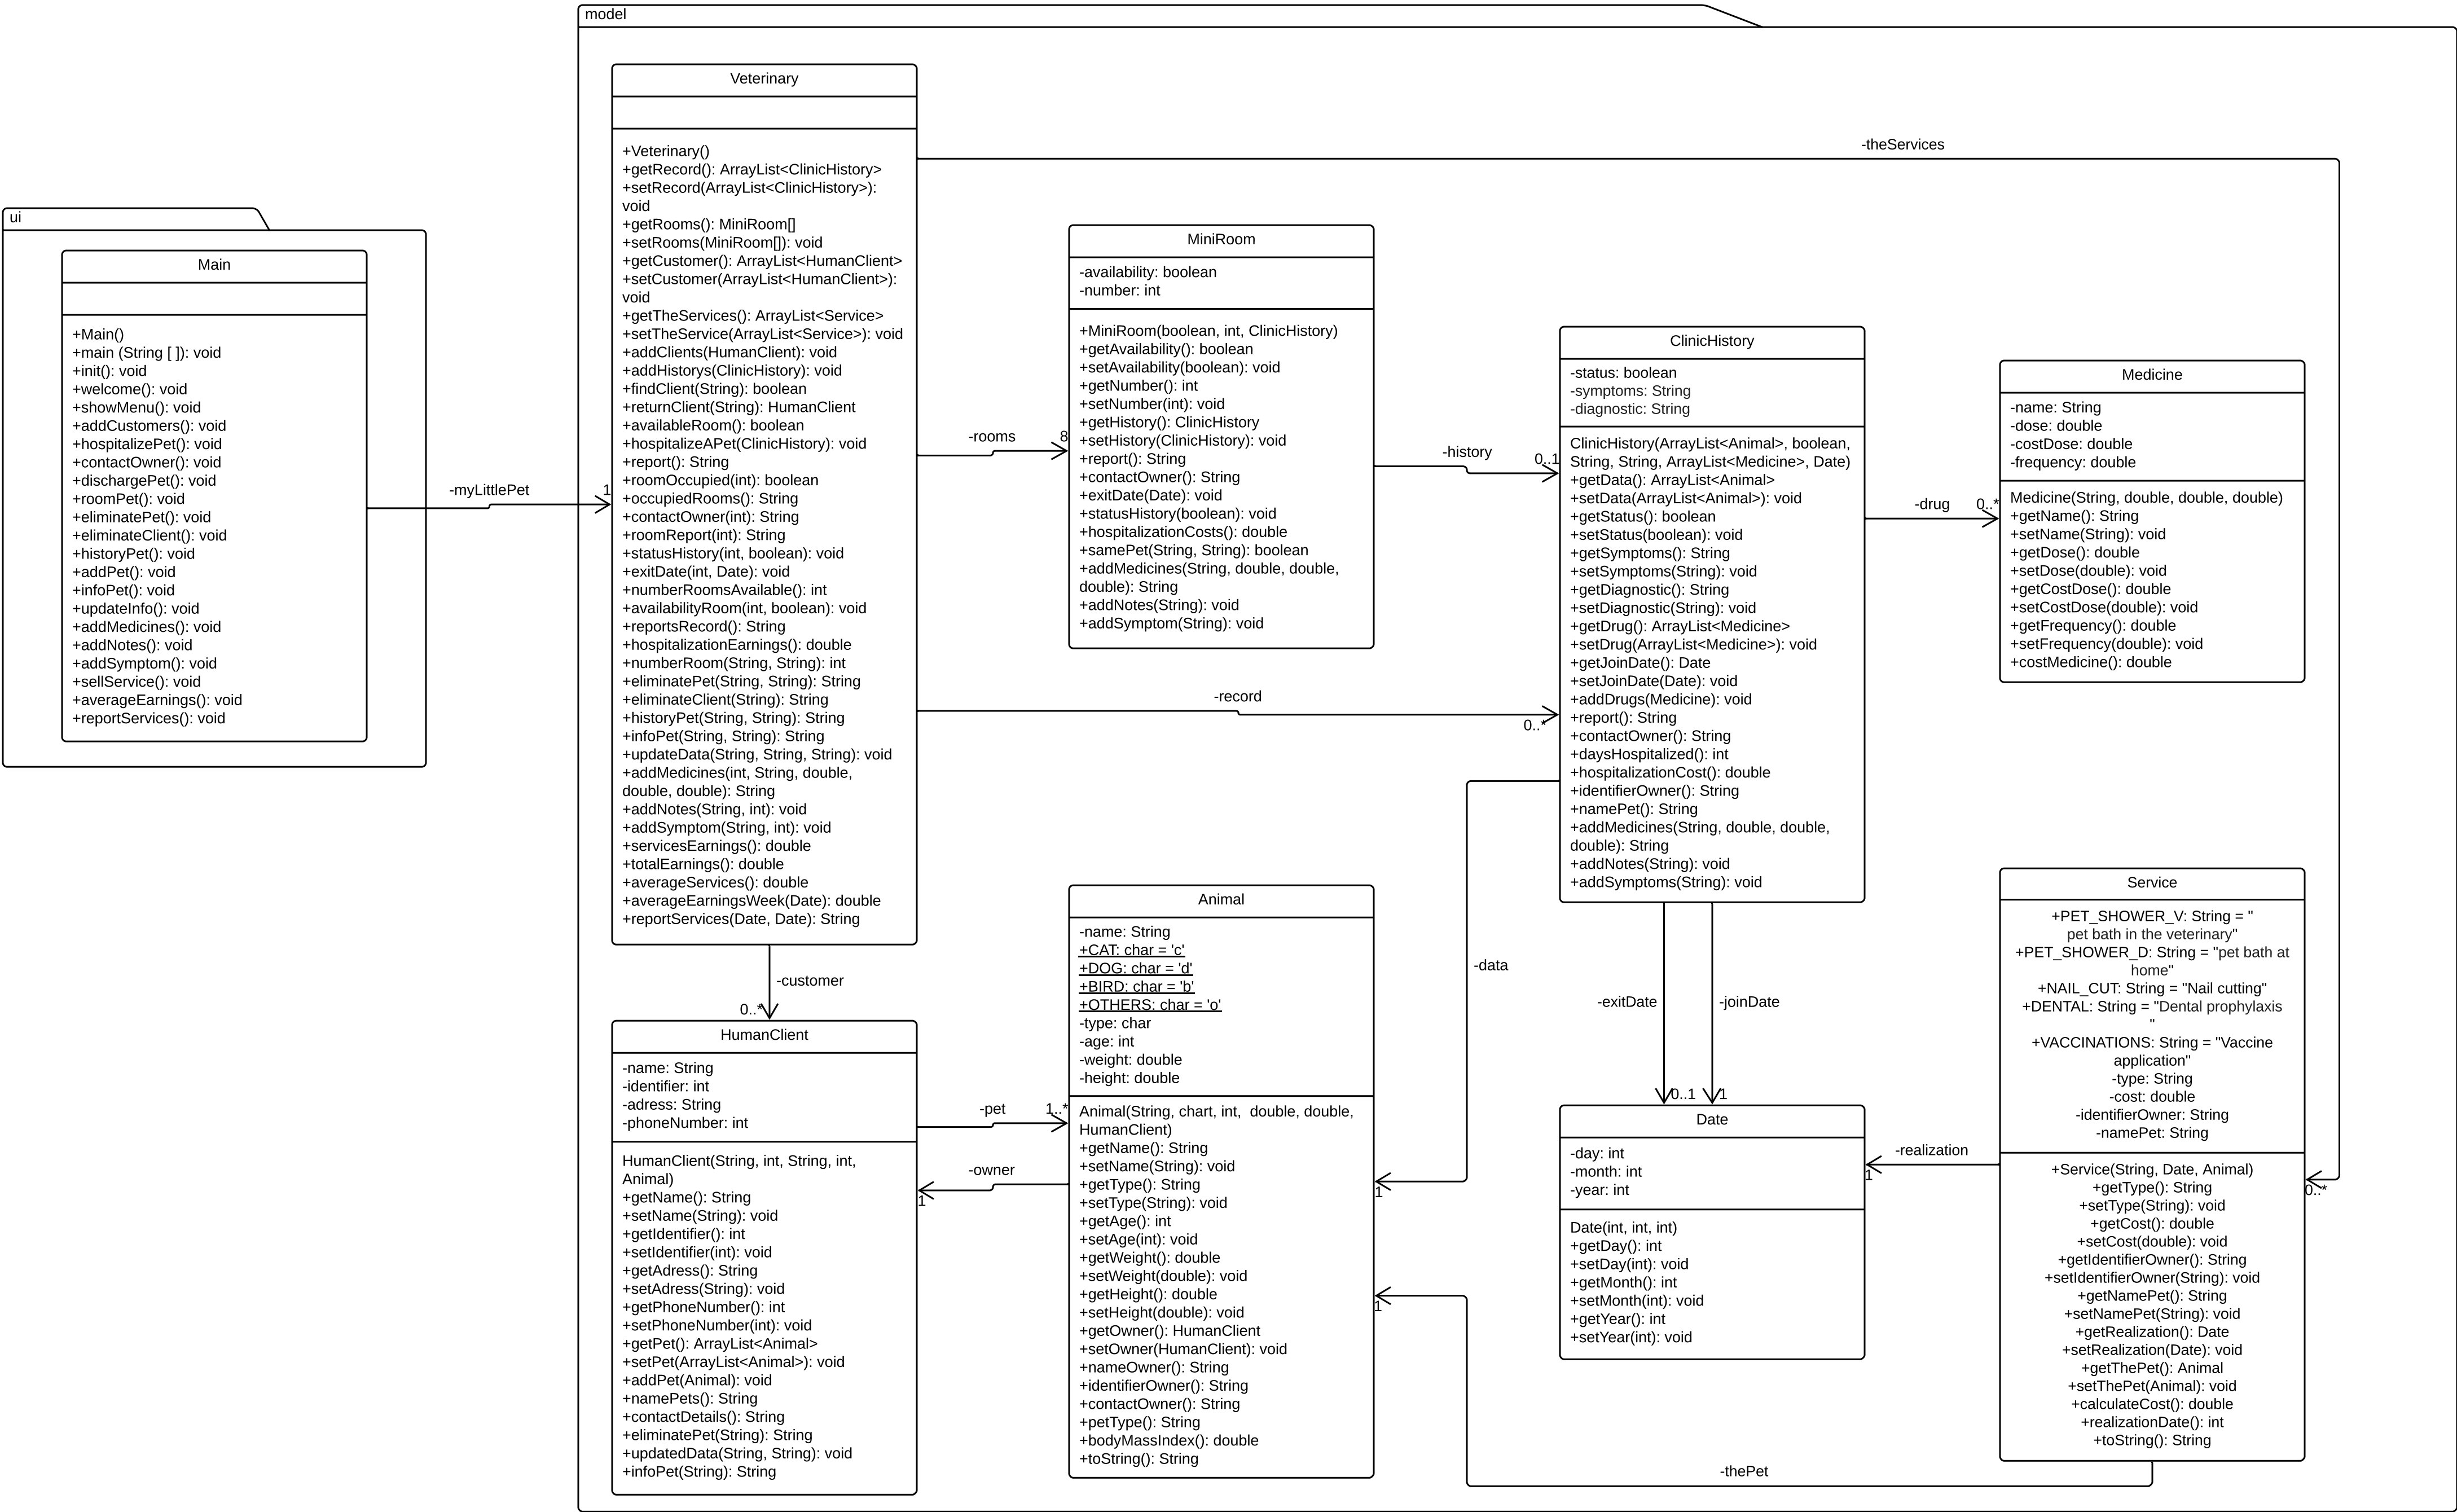 model
ui
Main
+Main()
+main (String [ ]): void
+init(): void
+welcome(): void
+showMenu(): void
+addCustomers(): void
+hospitalizePet(): void
+contactOwner(): void
+dischargePet(): void
+roomPet(): void
+eliminatePet(): void
+eliminateClient(): void
+historyPet(): void
+addPet(): void
+infoPet(): void
+updateInfo(): void
+addMedicines(): void
+addNotes(): void
+addSymptom(): void
+sellService(): void
+averageEarnings(): void
+reportServices(): void
-myLittlePet
1
Veterinary
+Veterinary()
+getRecord(): ArrayList<ClinicHistory>
+setRecord(ArrayList<ClinicHistory>):
void
+getRooms(): MiniRoom[]
+setRooms(MiniRoom[]): void
+getCustomer(): ArrayList<HumanClient>
+setCustomer(ArrayList<HumanClient>):
void
+getTheServices(): ArrayList<Service>
+setTheService(ArrayList<Service>): void
+addClients(HumanClient): void
+addHistorys(ClinicHistory): void
+findClient(String): boolean
+returnClient(String): HumanClient
+availableRoom(): boolean
+hospitalizeAPet(ClinicHistory): void
+report(): String
+roomOccupied(int): boolean
+occupiedRooms(): String
+contactOwner(int): String
+roomReport(int): String
+statusHistory(int, boolean): void
+exitDate(int, Date): void
+numberRoomsAvailable(): int
+availabilityRoom(int, boolean): void
+reportsRecord(): String
+hospitalizationEarnings(): double
+numberRoom(String, String): int
+eliminatePet(String, String): String
+eliminateClient(String): String
+historyPet(String, String): String
+infoPet(String, String): String
+updateData(String, String, String): void
+addMedicines(int, String, double,
double, double): String
+addNotes(String, int): void
+addSymptom(String, int): void
+servicesEarnings(): double
+totalEarnings(): double
+averageServices(): double
+averageEarningsWeek(Date): double
+reportServices(Date, Date): String
-theServices
0..*
-rooms
8
-record
0..*
-customer
0..*
MiniRoom
-availability: boolean
-number: int
+MiniRoom(boolean, int, ClinicHistory)
+getAvailability(): boolean
+setAvailability(boolean): void
+getNumber(): int
+setNumber(int): void
+getHistory(): ClinicHistory
+setHistory(ClinicHistory): void
+report(): String
+contactOwner(): String
+exitDate(Date): void
+statusHistory(boolean): void
+hospitalizationCosts(): double
+samePet(String, String): boolean
+addMedicines(String, double, double,
double): String
+addNotes(String): void
+addSymptom(String): void
-history
0..1
ClinicHistory
-status: boolean
-symptoms: String
-diagnostic: String
ClinicHistory(ArrayList<Animal>, boolean,
String, String, ArrayList<Medicine>, Date)
+getData(): ArrayList<Animal>
+setData(ArrayList<Animal>): void
+getStatus(): boolean
+setStatus(boolean): void
+getSymptoms(): String
+setSymptoms(String): void
+getDiagnostic(): String
+setDiagnostic(String): void
+getDrug(): ArrayList<Medicine>
+setDrug(ArrayList<Medicine>): void
+getJoinDate(): Date
+setJoinDate(Date): void
+addDrugs(Medicine): void
+report(): String
+contactOwner(): String
+daysHospitalized(): int
+hospitalizationCost(): double
+identifierOwner(): String
+namePet(): String
+addMedicines(String, double, double,
double): String
+addNotes(String): void
+addSymptoms(String): void
-drug
0..*
-data
1
-exitDate
0..1
-joinDate
1
Medicine
-name: String
-dose: double
-costDose: double
-frequency: double
Medicine(String, double, double, double)
+getName(): String
+setName(String): void
+getDose(): double
+setDose(double): void
+getCostDose(): double
+setCostDose(double): void
+getFrequency(): double
+setFrequency(double): void
+costMedicine(): double
HumanClient
-name: String
-identifier: int
-adress: String
-phoneNumber: int
HumanClient(String, int, String, int,
Animal)
+getName(): String
+setName(String): void
+getIdentifier(): int
+setIdentifier(int): void
+getAdress(): String
+setAdress(String): void
+getPhoneNumber(): int
+setPhoneNumber(int): void
+getPet(): ArrayList<Animal>
+setPet(ArrayList<Animal>): void
+addPet(Animal): void
+namePets(): String
+contactDetails(): String
+eliminatePet(String): String
+updatedData(String, String): void
+infoPet(String): String
-pet
1..*
-owner
1
Animal
-name: String
+CAT: char = 'c'
+DOG: char = 'd'
+BIRD: char = 'b'
+OTHERS: char = 'o'
-type: char
-age: int
-weight: double
-height: double
Animal(String, chart, int,  double, double,
HumanClient)
+getName(): String
+setName(String): void
+getType(): String
+setType(String): void
+getAge(): int
+setAge(int): void
+getWeight(): double
+setWeight(double): void
+getHeight(): double
+setHeight(double): void
+getOwner(): HumanClient
+setOwner(HumanClient): void
+nameOwner(): String
+identifierOwner(): String
+contactOwner(): String
+petType(): String
+bodyMassIndex(): double
+toString(): String
Date
-day: int
-month: int
-year: int
Date(int, int, int)
+getDay(): int
+setDay(int): void
+getMonth(): int
+setMonth(int): void
+getYear(): int
+setYear(int): void
-realization
1
Service
+PET_SHOWER_V: String = "
pet bath in the veterinary"
+PET_SHOWER_D: String = "pet bath at
home"
+NAIL_CUT: String = "Nail cutting"
+DENTAL: String = "Dental prophylaxis
"
+VACCINATIONS: String = "Vaccine
application"
-type: String
-cost: double
-identifierOwner: String
-namePet: String
+Service(String, Date, Animal)
+getType(): String
+setType(String): void
+getCost(): double
+setCost(double): void
+getIdentifierOwner(): String
+setIdentifierOwner(String): void
+getNamePet(): String
+setNamePet(String): void
+getRealization(): Date
+setRealization(Date): void
+getThePet(): Animal
+setThePet(Animal): void
+calculateCost(): double
+realizationDate(): int
+toString(): String
-thePet
1